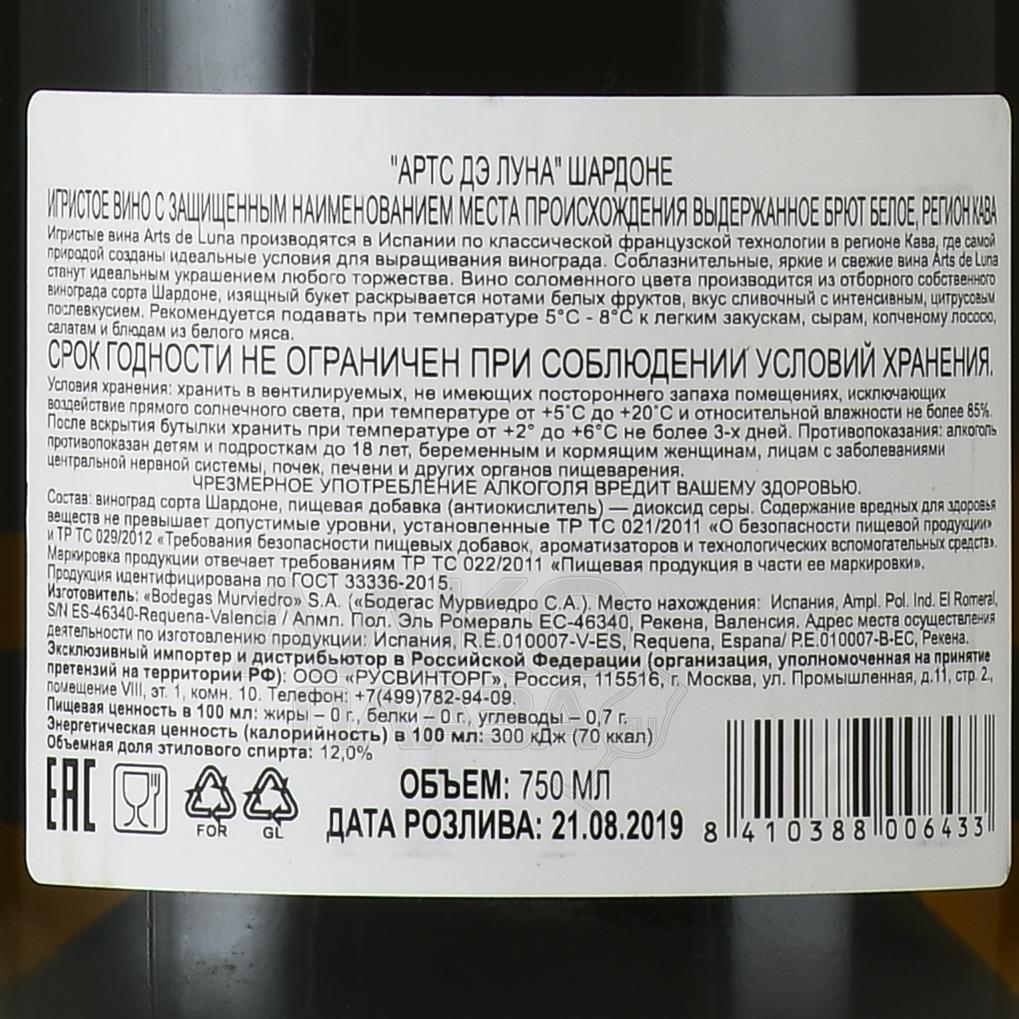 "АРТС ДЭ ЛУНА" ШАРДОНЕ
ИГРИСТОЕ ВИНО С ЗАЩИЩЕННЫМ НАИМЕНОВАНИЕМ МЕСТА ПРОИСХОЖДЕНИЯ ВЫДЕРЖАННОЕ БРЮТ БЕЛОЕ, РЕГИОН КАВА
Игристые вина Arts de Luna производятся в Испании по классической французской технологии в регионе Кава, где самой
природой созданы идеальные условия для выращивания винограда. Соблазнительные, яркие и свежие вина Arts de Luna
станут идеальным украшением любого торжества. Вино соломенного цвета производится из отборного собственного
винограда сорта Шардоне, изящный букет раскрывается нотами белых фруктов, вкус сливочный с интенсивным, цитрусовым
послевкусием. Рекомендуется подавать при температуре 5°С - 8°С к легким закускам, сырам, копченому лососю,
салатам и блюдам из белого мяса.
СРОК ГОДНОСТИ НЕ ОГРАНИЧЕН ПРИ СОБЛЮДЕНИИ УСЛОВИЙ ХРАНЕНИЯ.
Условия хранения: хранить в вентилируемых, не имеющих постороннего запаха помещениях, исключающих
воздействие прямого солнечного света, при температуре от +5°С до +20°С и относительной влажности не более 85%.
После вскрытия бутылки хранить при температуре от +2° до +6°С не более 3-х дней. Противопоказания: алкоголь
противопоказан детям и подросткам до 18 лет, беременным и кормящим женщинам, лицам с заболеваниями
центральной нервной системы, почек, печени и других органов пищеварения.
ЧРЕЗМЕРНОЕ УПОТРЕБЛЕНИЕ АЛКОГОЛЯ ВРЕДИТ ВАШЕМУ ЗДОРОВЬЮ.
Состав: виноград сорта Шардоне, пищевая добавка (антиокислитель) — диоксид серы. Содержание вредных для здоровья
веществ не превышает допустимые уровни, установленные ТР ТС 021/2011 «О безопасности пищевой продукции»
и ТР ТС 029/2012 «Требования безопасности пищевых добавок, ароматизаторов и технологических вспомогательных средств».
Маркировка продукции отвечает требованиям ТР ТС 022/2011 «Пищевая продукция в части ее маркировки».
Продукция идентифицирована по ГОСТ 33336-2015.
Изготовитель: «Bodegas Murviedro» S.A. («Бодегас Мурвиедро С.А.). Место нахождения: Испания, Ampl. Pol. Ind. El Romeral,
S/N ES-46340-Requena-Valencia / Апмл. Пол. Эль Ромераль ЕС-46340, Рекена, Валенсия. Адрес места осуществления
деятельности по изготовлению продукции: Испания, R.E.010007-V-ES, Requena, Espana/ Р.Е.010007-В-ЕС, Рекена.
Эксклюзивный импортер и дистрибьютор в Российской Федерации (организация, уполномоченная на принятие
претензий на территории РФ): ООО «РУСВИНТОРГ», Россия, 115516, г. Москва, ул. Промышленная, д.11, стр. 2,
помещение VIII, эт. 1, комн. 10. Телефон: +7(499)782-94-09.
Пищевая ценность в 100 мл: жиры – 0 г, белки – 0 г., углеводы – 0,7 г.
Энергетическая ценность (калорийность) в 100 мл: 300 кДж (70 ккал)
Объемная доля этилового спирта: 12,0%
EAC
FOR
GL
ОБЪЕМ: 750 МЛ
ДАТА РОЗЛИВА: 21.08.2019
8 410388 006433